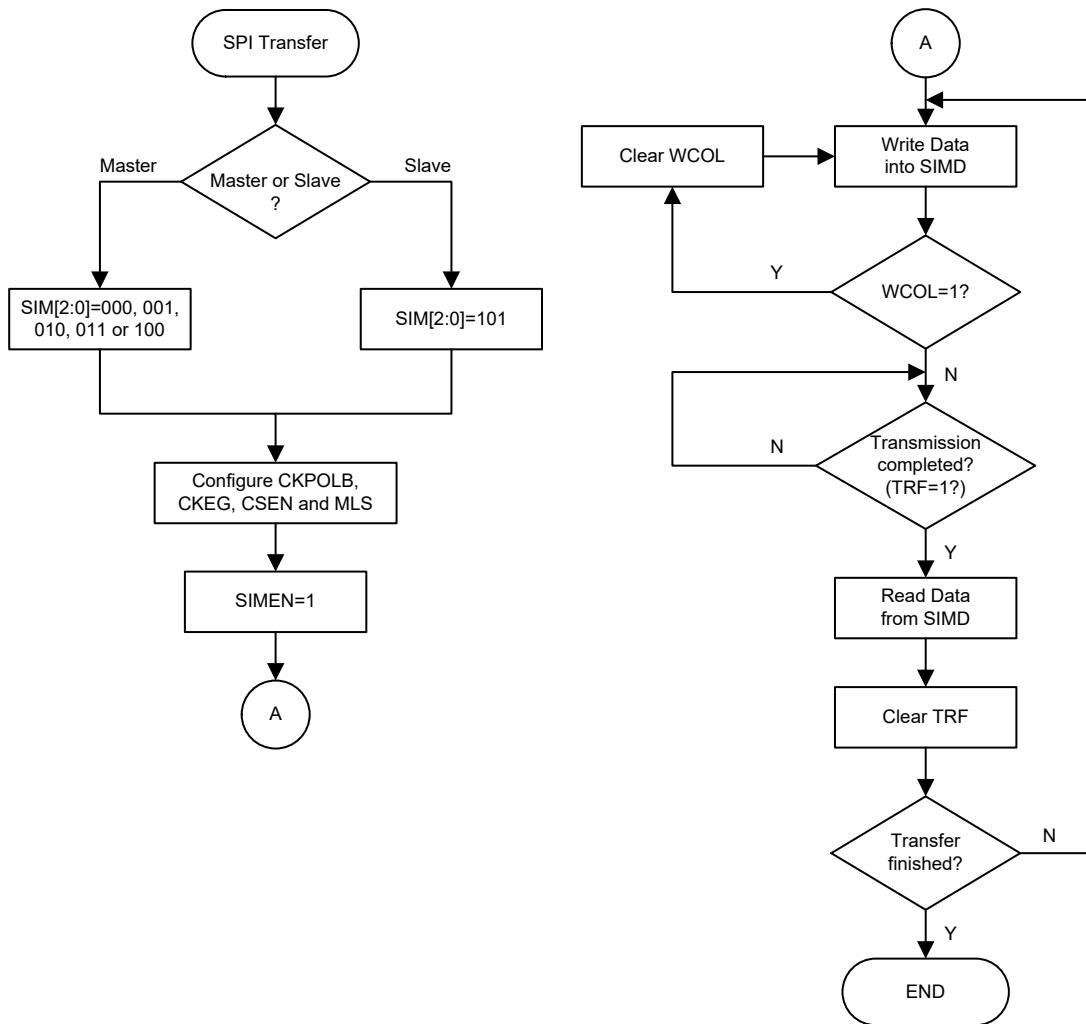 SPI Transfer
Master
Master or Slave
?
Slave
SIM[2:0]=000, 001,
010, 011 or 100
SIM[2:0]=101
Configure CKPOLB,
CKEG, CSEN and MLS
SIMEN=1
A
A
Clear WCOL
Write Data
into SIMD
Y
WCOL=1?
N
N
Transmission
completed?
(TRF=1?)
Y
Read Data
from SIMD
Clear TRF
Transfer
finished?
N
Y
END